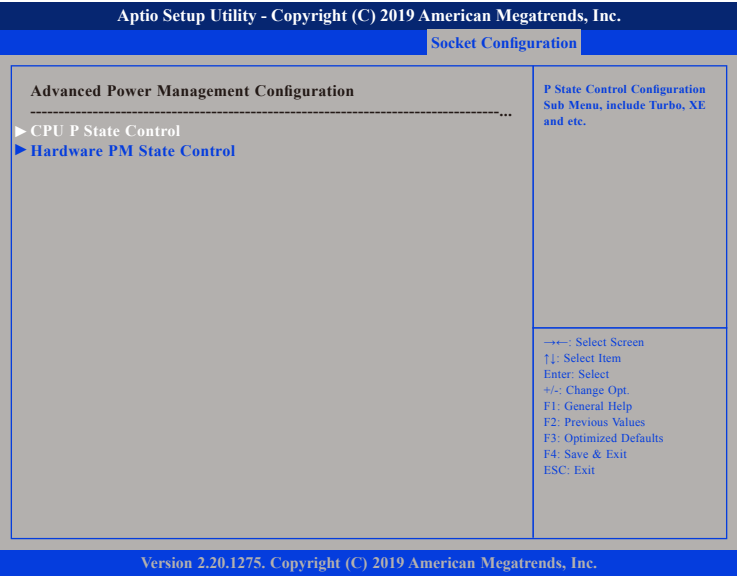 Aptio Setup Utility - Copyright (C) 2019 American Megatrends, Inc.
Socket Configuration
Advanced Power Management Configuration
--------------------------------------------------------------------------------...
▶ CPU P State Control
▶ Hardware PM State Control
P State Control Configuration
Sub Menu, include Turbo, XE
and etc.
→←: Select Screen
↑↓: Select Item
Enter: Select
+/-: Change Opt.
F1: General Help
F2: Previous Values
F3: Optimized Defaults
F4: Save & Exit
ESC: Exit
Version 2.20.1275. Copyright (C) 2019 American Megatrends, Inc.